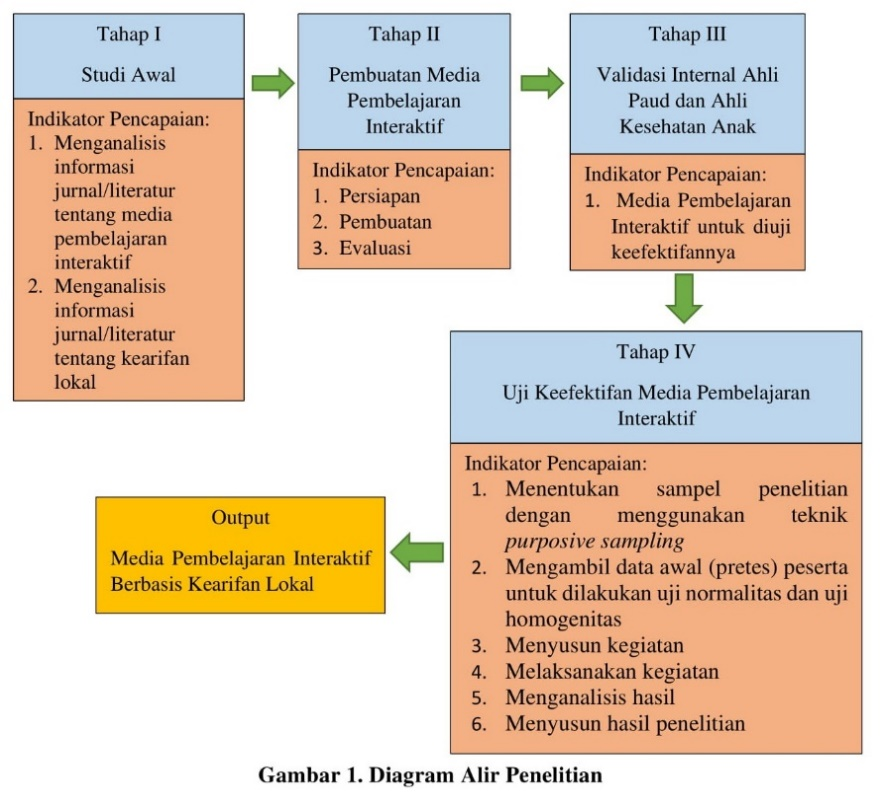 Tahap I
Studi Awal
Indikator Pencapaian:
1. Menganalisis
informasi
jurnal/literatur
tentang media
pembelajaran
interaktif
2. Menganalisis
informasi
jurnal/literatur
tentang kearifan
lokal
Tahap II
Pembuatan Media
Pembelajaran
Interaktif
Indikator Pencapaian:
1. Persiapan
2. Pembuatan
3. Evaluasi
Tahap III
Validasi Internal Ahli
Paud dan Ahli
Kesehatan Anak
Indikator Pencapaian:
1. Media Pembelajaran
Interaktif untuk diuji
keefektifannya
Tahap IV
Uji Keefektifan Media Pembelajaran
Interaktif
Indikator Pencapaian:
1. Menentukan sampel penelitian
dengan menggunakan teknik
purposive sampling
2. Mengambil data awal (pretes) peserta
untuk dilakukan uji normalitas dan uji
homogenitas
3. Menyusun kegiatan
4. Melaksanakan kegiatan
5. Menganalisis hasil
6. Menyusun hasil penelitian
Output
Media Pembelajaran Interaktif
Berbasis Kearifan Lokal
Gambar 1. Diagram Alir Penelitian